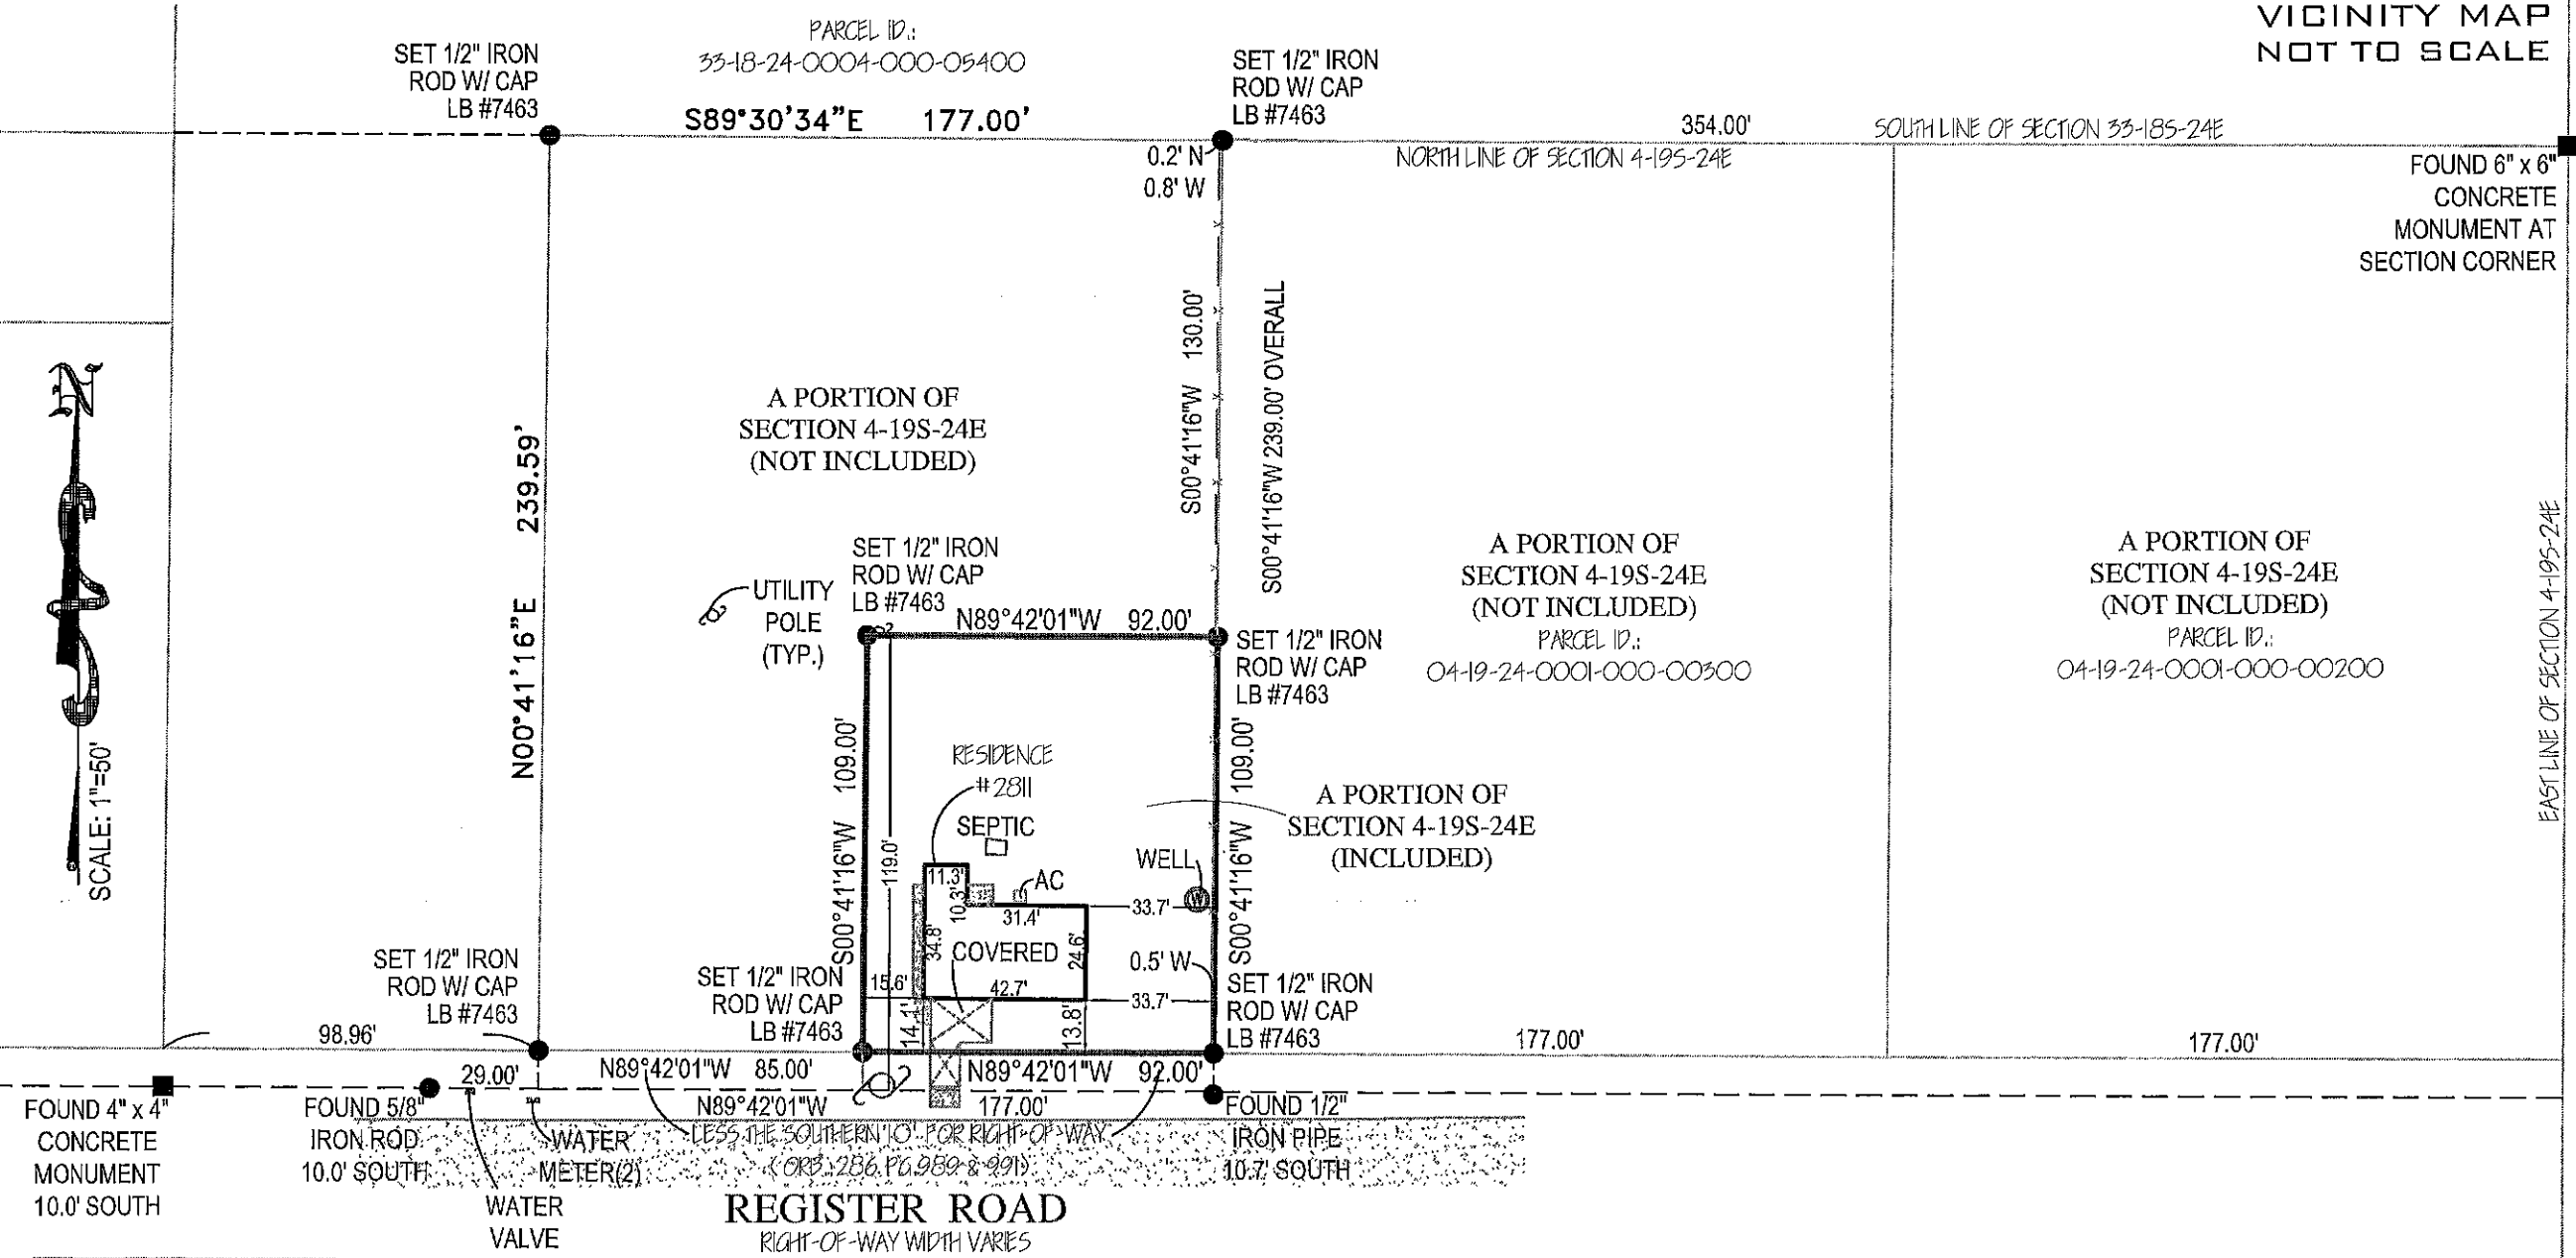 VICINITY MAP
NOT TO SCALE
PARCEL ID.:
33-18-24-0004-000-05400
SET 1/2" IRON
ROD W/ CAP
LB #7463
S89°30'34"E 177.00'
SET 1/2" IRON
ROD W/ CAP
LB #7463
354.00'
SOUTH LINE OF SECTION 33-18S-24E
NORTH LINE OF SECTION 4-19S-24E
0.2' N
0.8' W
FOUND 6" x 6"
CONCRETE
MONUMENT AT
SECTION CORNER
S00°41'16"W 130.00'
S00°41'16"W 239.00' OVERALL
N00°41'16"E 239.59'
A PORTION OF
SECTION 4-19S-24E
(NOT INCLUDED)
SCALE: 1"=50'
UTILITY
POLE
(TYP.)
SET 1/2" IRON
ROD W/ CAP
LB #7463
N89°42'01"W 92.00'
SET 1/2" IRON
ROD W/ CAP
LB #7463
A PORTION OF
SECTION 4-19S-24E
(NOT INCLUDED)
PARCEL ID.:
04-19-24-0001-000-00300
A PORTION OF
SECTION 4-19S-24E
(NOT INCLUDED)
PARCEL ID.:
04-19-24-0001-000-00200
EAST LINE OF SECTION 4-19S-24E
S00°41'16"W 109.00'
119.0'
RESIDENCE
#2811
SEPTIC
AC
WELL
W
S00°41'16"W 109.00'
A PORTION OF
SECTION 4-19S-24E
(INCLUDED)
11.3'
10.3'
31.4'
33.7'
34.8'
COVERED
24.6'
0.5' W
15.6'
42.7'
33.7'
14.1'
13.8'
SET 1/2" IRON
ROD W/ CAP
LB #7463
SET 1/2" IRON
ROD W/ CAP
LB #7463
SET 1/2" IRON
ROD W/ CAP
LB #7463
98.96'
177.00'
177.00'
29.00'
N89°42'01"W 85.00'
N89°42'01"W 92.00'
N89°42'01"W 177.00'
FOUND 4" x 4"
CONCRETE
MONUMENT
10.0' SOUTH
FOUND 5/8"
IRON ROD
10.0' SOUTH
WATER
METER(2)
WATER
VALVE
LESS THE SOUTHERN 10' FOR RIGHT-OF-WAY
(ORB. 286, PG. 989 & 991)
FOUND 1/2"
IRON PIPE
10.7' SOUTH
REGISTER ROAD
RIGHT-OF-WAY WIDTH VARIES